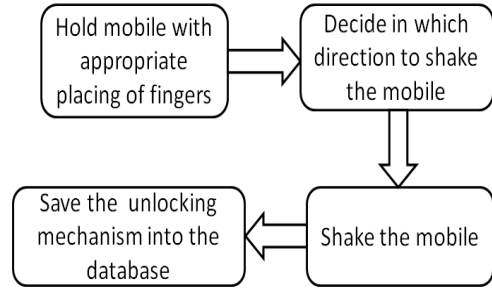 Hold mobile with
appropriate
placing of fingers
Decide in which
direction to shake
the mobile
Shake the mobile
Save the unlocking
mechanism into the
database